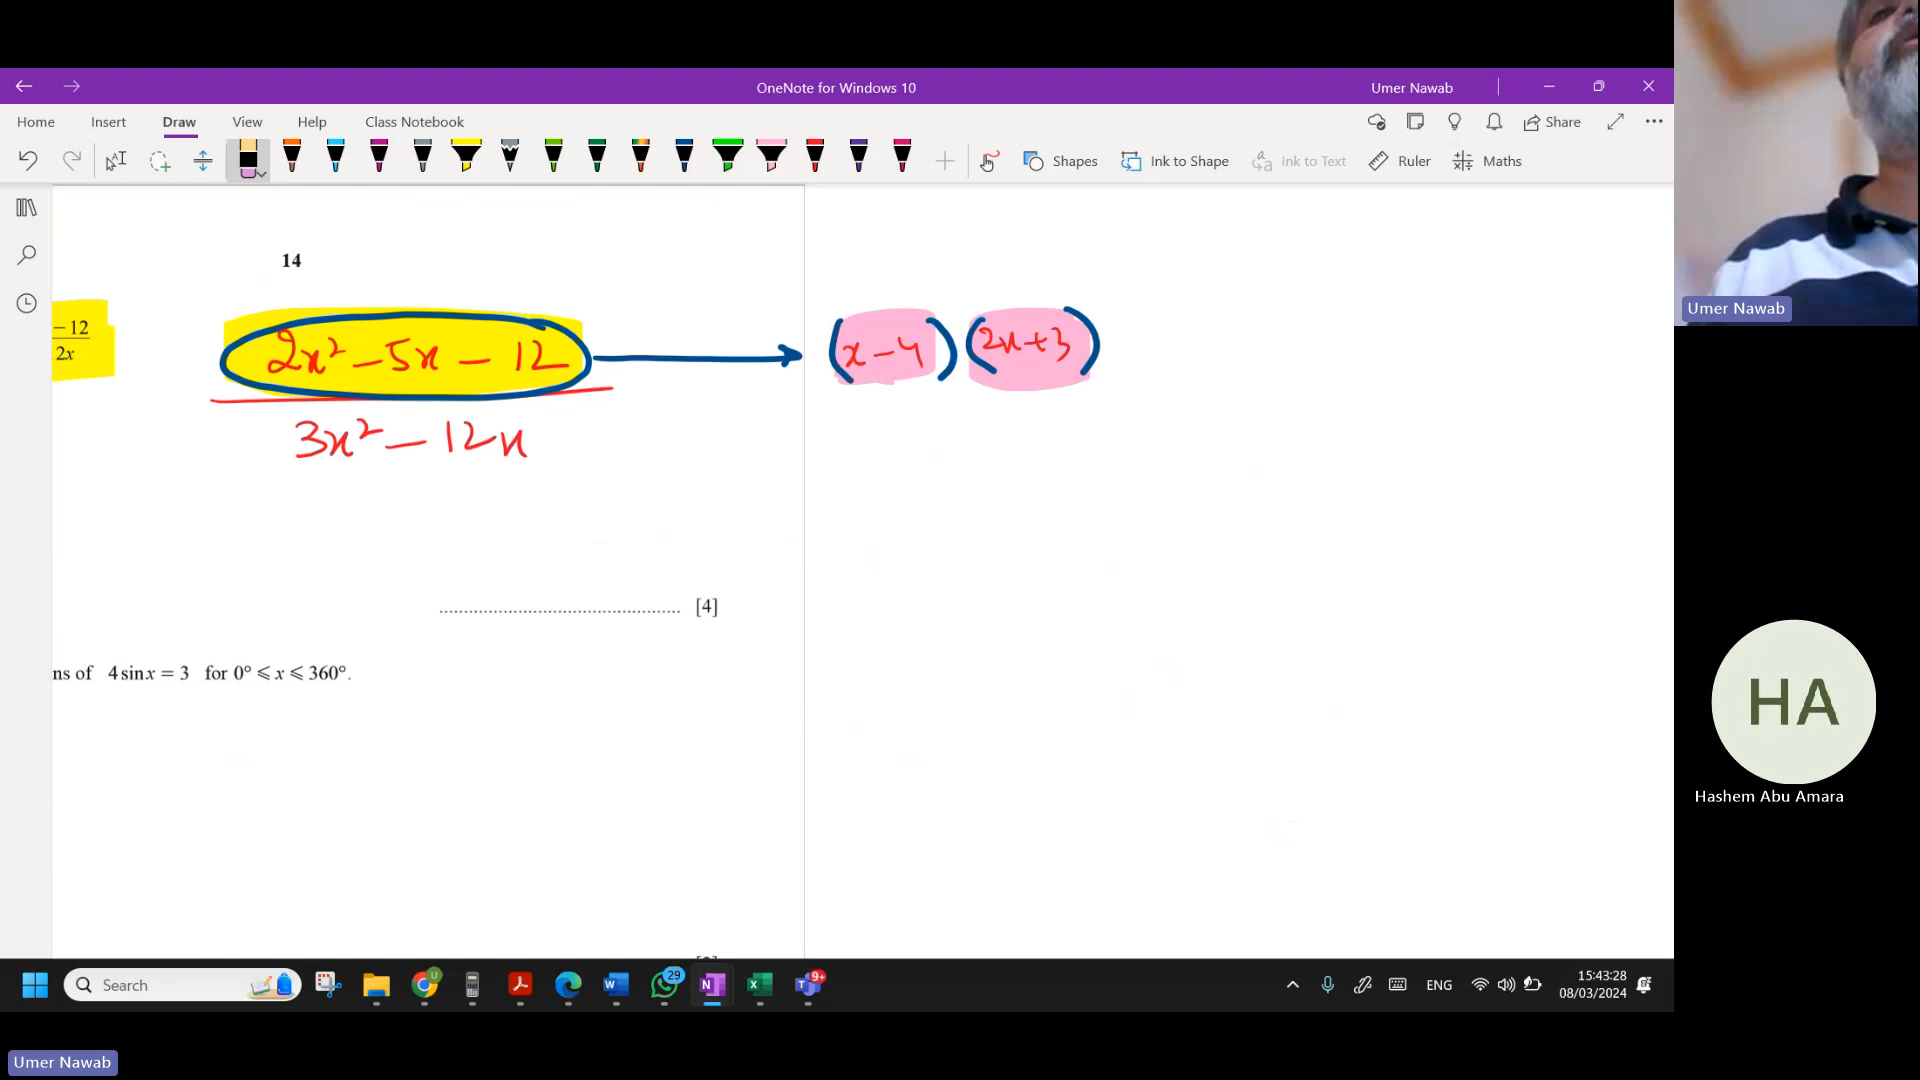 OneNote for Windows 10
Umer Nawab
Home Insert Draw View Help Class Notebook
Share
Shapes Ink to Shape Ink to Text Ruler Maths
14
− 12
2x
2x² − 5x − 12
3x² − 12x
(x − 4) (2x + 3)
Umer Nawab
[4]
ns of 4 sin x = 3 for 0° ⩽ x ⩽ 360°.
HA
Hashem Abu Amara
Search
U
29
9+
ENG
15:43:28
08/03/2024
Umer Nawab